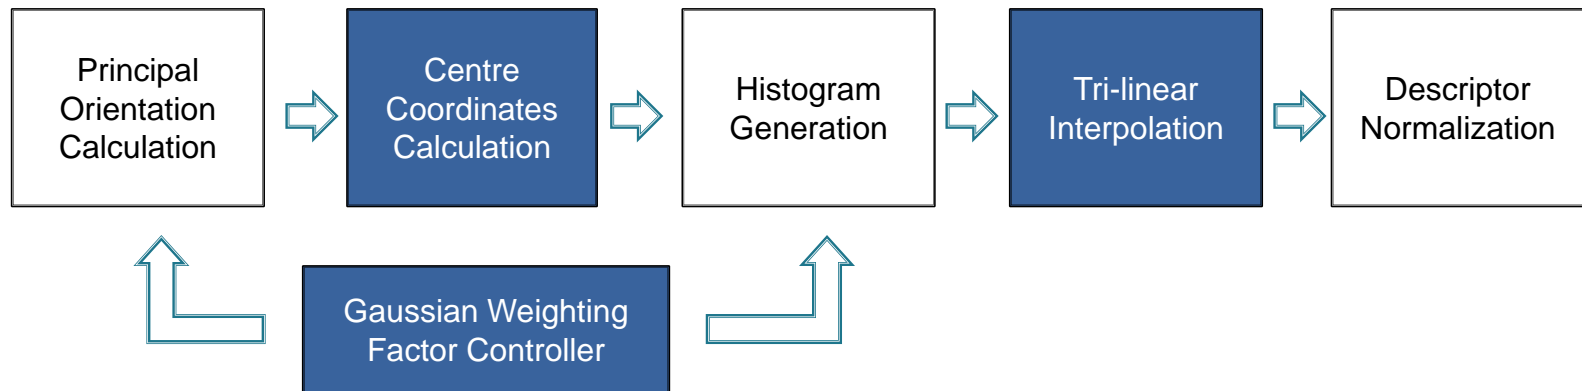 Principal
Orientation
Calculation
Centre
Coordinates
Calculation
Histogram
Generation
Tri-linear
Interpolation
Descriptor
Normalization
Gaussian Weighting
Factor Controller